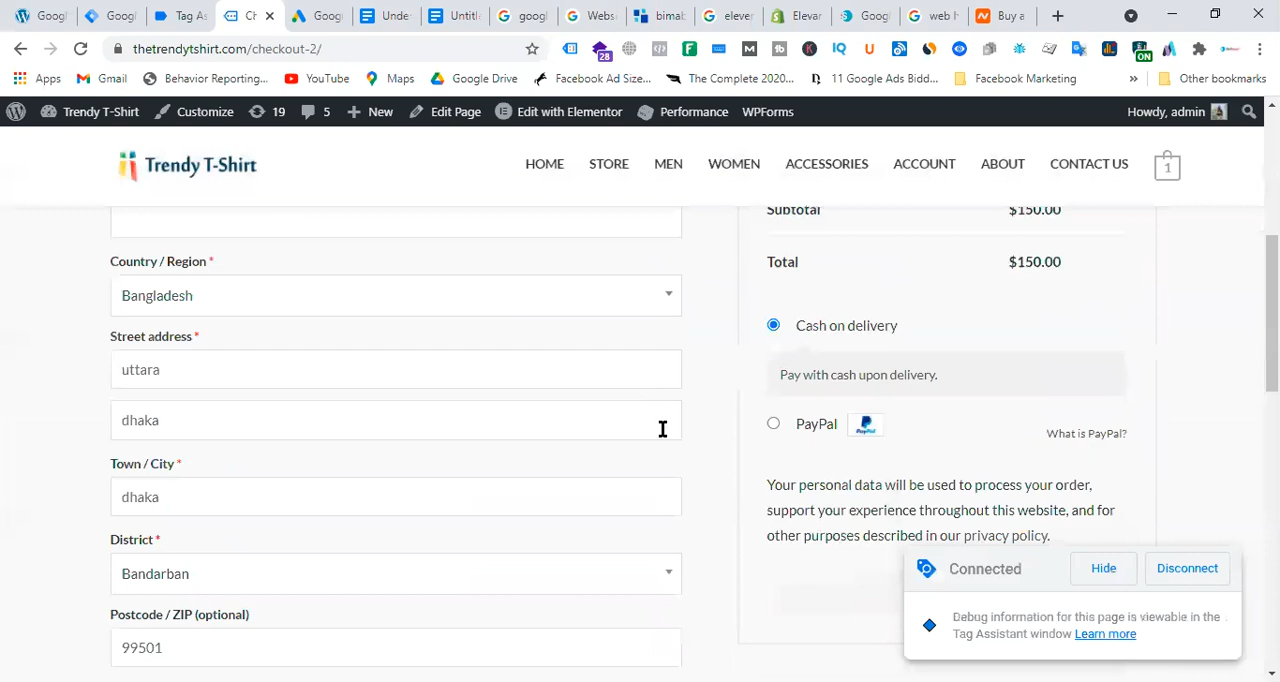 Googl
Googl
Tag As
Ch
Goog
Unde
Untitl
googl
Websi
bimab
elever
Elevar
Googl
web h
Buy a
thetrendytshirt.com/checkout-2/
28
ON
Apps
Gmail
Behavior Reporting...
YouTube
Maps
Google Drive
Facebook Ad Size...
The Complete 2020...
11 Google Ads Bidd...
Facebook Marketing
»
Other bookmarks
Trendy T-Shirt
Customize
19
5
New
Edit Page
Edit with Elementor
Performance
WPForms
Howdy, admin
Trendy T-Shirt
HOME
STORE
MEN
WOMEN
ACCESSORIES
ACCOUNT
ABOUT
CONTACT US
1
Country / Region *
Bangladesh
Street address *
uttara
dhaka
Town / City *
dhaka
District *
Bandarban
Postcode / ZIP (optional)
99501
Subtotal $150.00
Total $150.00
Cash on delivery
Pay with cash upon delivery.
PayPal
What is PayPal?
Your personal data will be used to process your order,
support your experience throughout this website, and for
other purposes described in our privacy policy.
Connected
Hide
Disconnect
Debug information for this page is viewable in the
Tag Assistant window Learn more